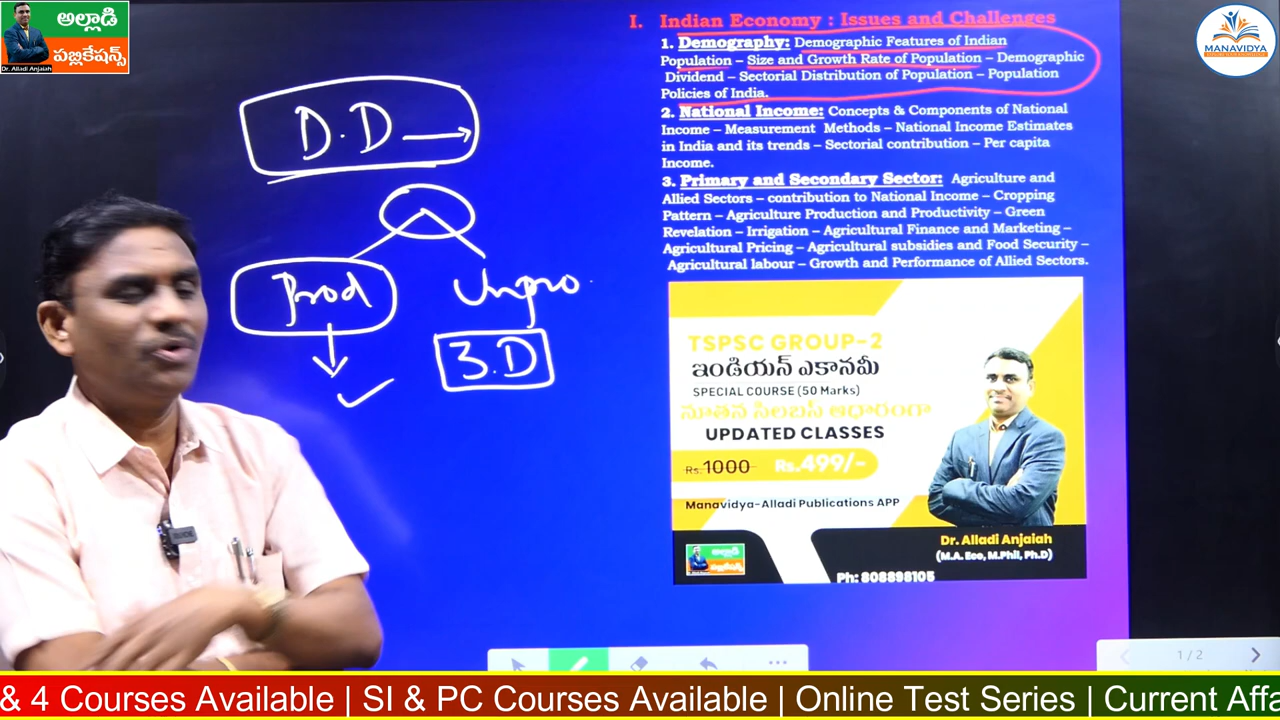 అల్లాడి
పబ్లికేషన్స్
Dr. Alladi Anjaiah
MANAVIDYA
I. Indian Economy : Issues and Challenges
1. Demography: Demographic Features of Indian
Population – Size and Growth Rate of Population – Demographic
Dividend – Sectorial Distribution of Population – Population
Policies of India.
2. National Income: Concepts & Components of National
Income – Measurement Methods – National Income Estimates
in India and its trends – Sectorial contribution – Per capita
Income.
3. Primary and Secondary Sector: Agriculture and
Allied Sectors – contribution to National Income – Cropping
Pattern – Agriculture Production and Productivity – Green
Revelation – Irrigation – Agricultural Finance and Marketing –
Agricultural Pricing – Agricultural subsidies and Food Security –
Agricultural labour – Growth and Performance of Allied Sectors.
D.D
Prod
Unpro
3.D
TSPSC GROUP-2
ఇండియన్ ఎకానమీ
SPECIAL COURSE (50 Marks)
నూతన సిలబస్ ఆధారంగా
UPDATED CLASSES
Rs.1000 Rs.499/-
Manavidya-Alladi Publications APP
అల్లాడి
పబ్లికేషన్స్
Dr. Alladi Anjaiah
(M.A. Eco, M.Phil, Ph.D)
Ph: 808898105
1 / 2
& 4 Courses Available | SI & PC Courses Available | Online Test Series | Current Affa